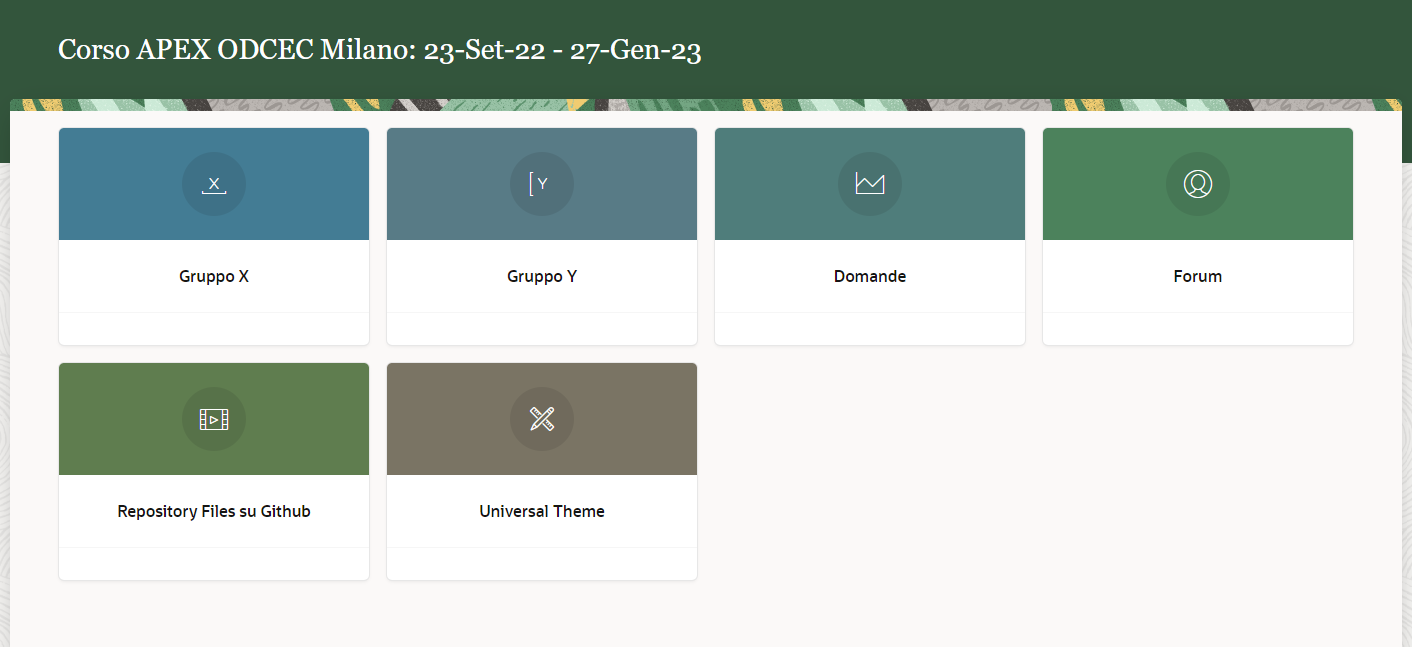 Corso APEX ODCEC Milano: 23-Set-22 - 27-Gen-23
X
Y
Gruppo X
Gruppo Y
Domande
Forum
Repository Files su Github
Universal Theme